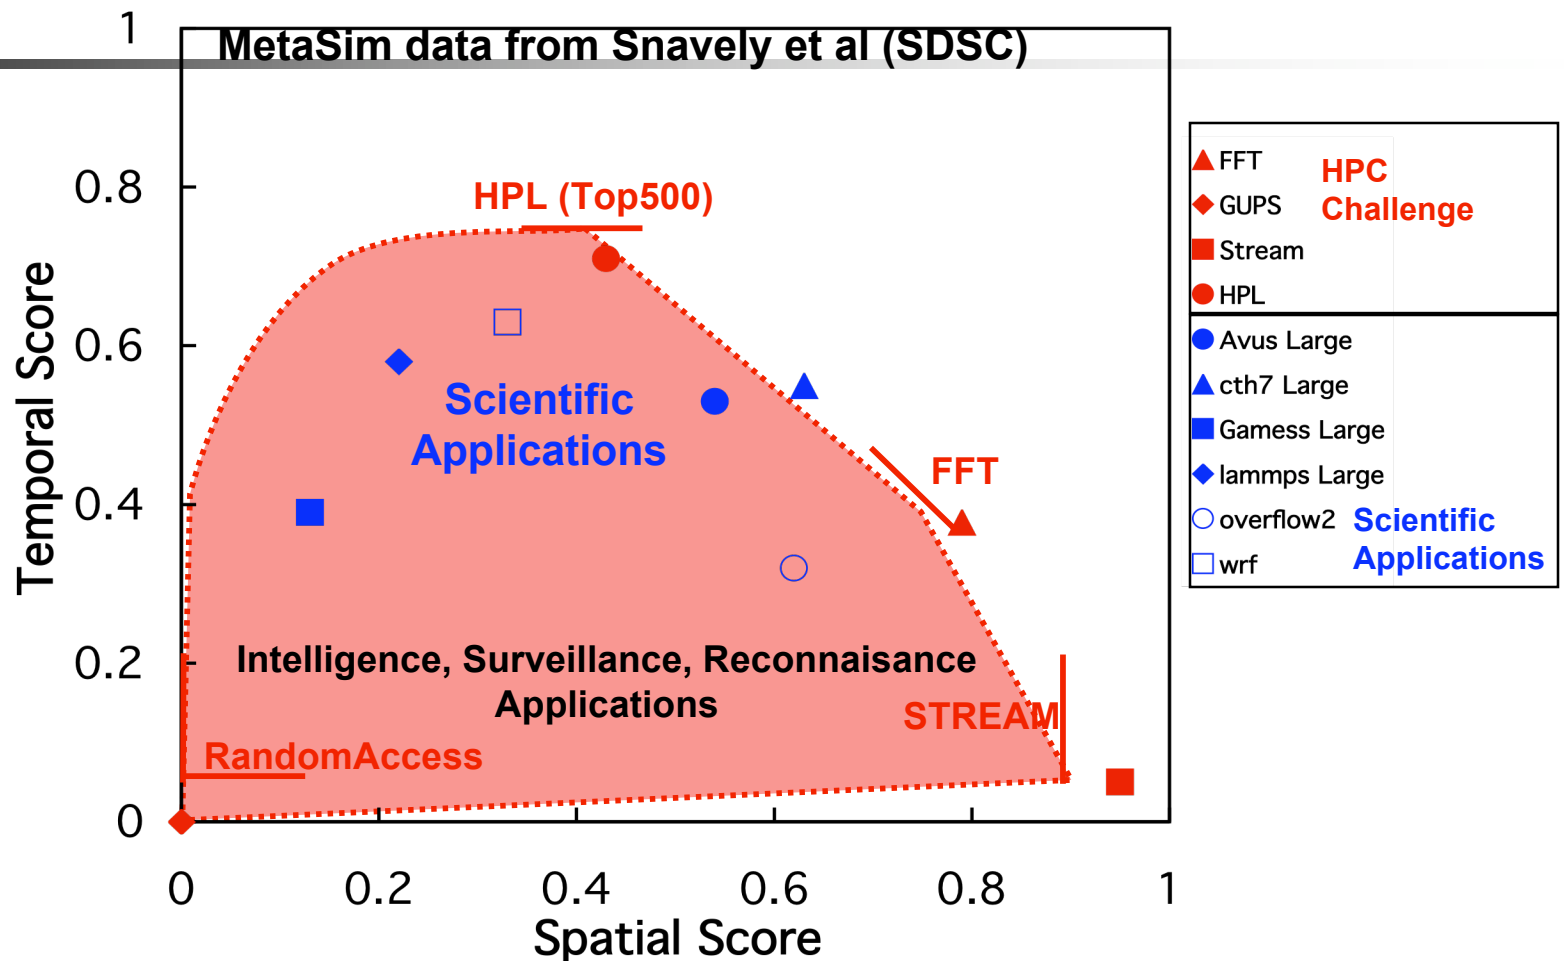 MetaSim data from Snavely et al (SDSC)
1
0.8
0.6
0.4
0.2
0
Temporal Score
HPL (Top500)
Scientific
Applications
FFT
Intelligence, Surveillance, Reconnaisance
Applications
STREAM
RandomAccess
0
0.2
0.4
0.6
0.8
1
Spatial Score
FFT
GUPS
Stream
HPL
HPC
Challenge
Avus Large
cth7 Large
Gamess Large
lammps Large
overflow2
wrf
Scientific
Applications